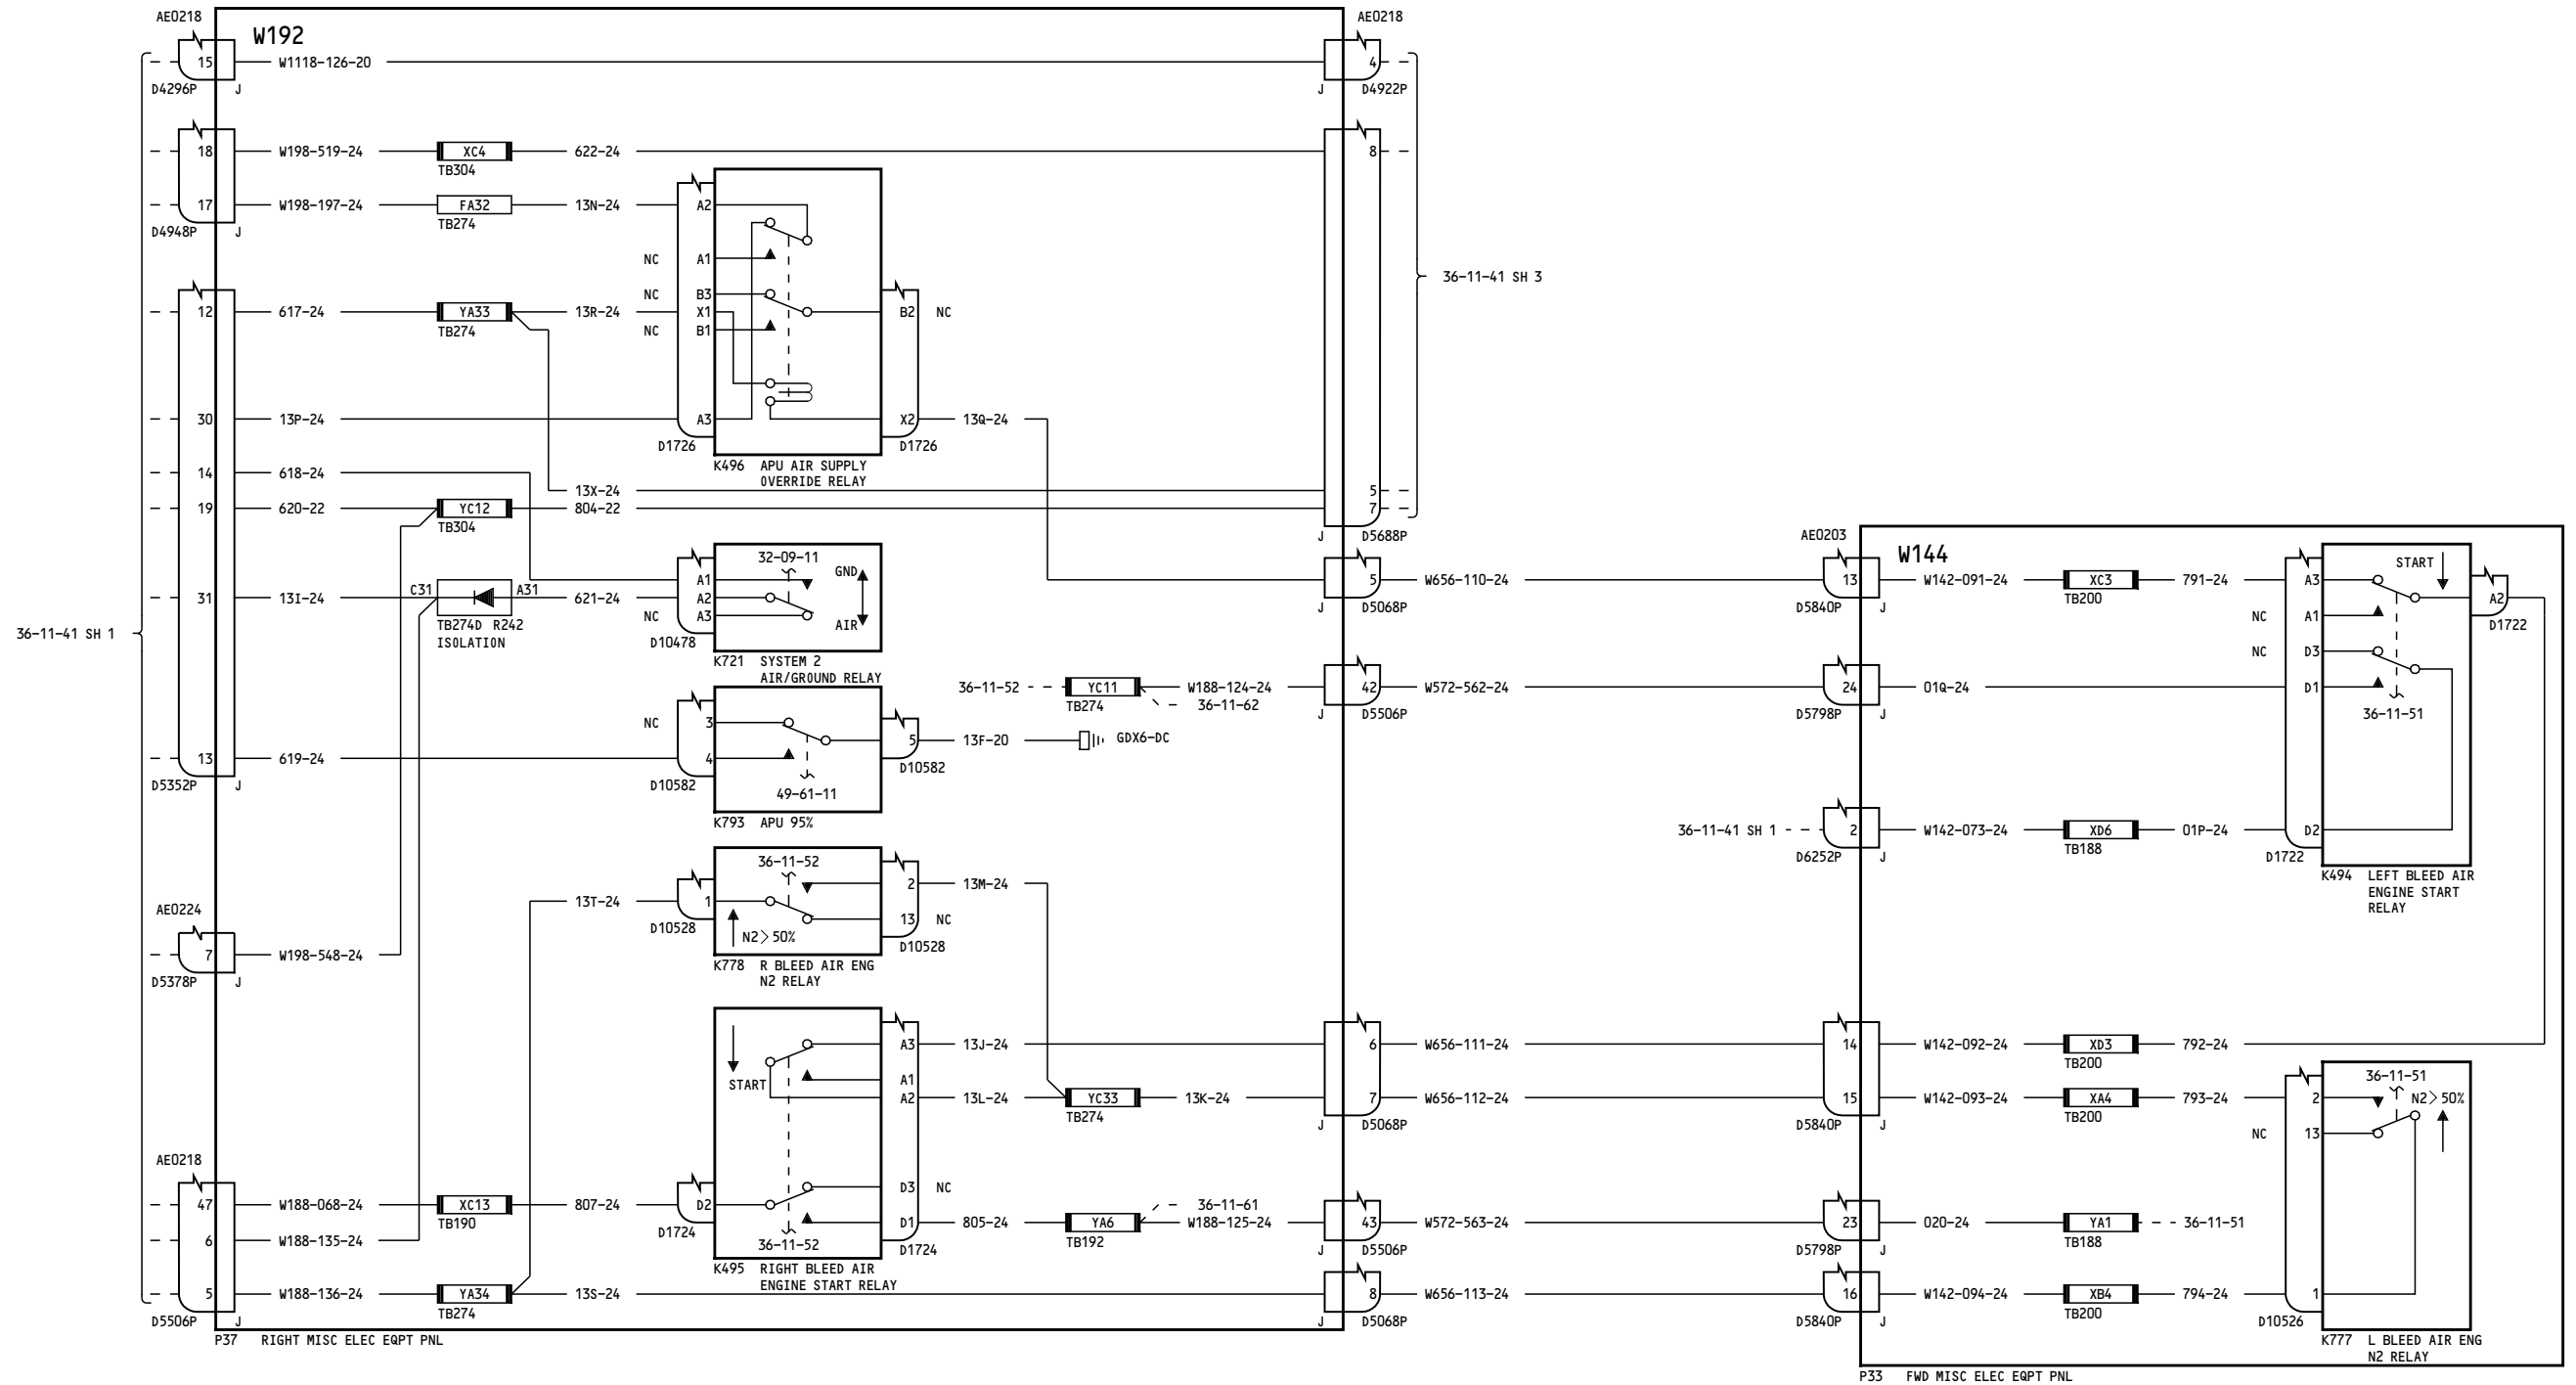 AE0218
W192
AE0218
15
W1118-126-20
4
D4296P
J
J
D4922P
18
W198-519-24
XC4
622-24
8
TB304
17
W198-197-24
FA32
13N-24
A2
TB274
D4948P
J
NC
A1
36-11-41 SH 3
NC
B3
12
617-24
YA33
13R-24
X1
B2
NC
TB274
NC
B1
30
13P-24
A3
X2
13Q-24
D1726
D1726
K496
APU AIR SUPPLY
OVERRIDE RELAY
14
618-24
13X-24
5
19
620-22
YC12
804-22
7
TB304
J
D5688P
AE0203
32-09-11
GND
A1
5
W656-110-24
31
13I-24
C31
A31
621-24
A2
NC
A3
AIR
J
D5068P
TB274D R242
ISOLATION
D10478
36-11-41 SH 1
K721
SYSTEM 2
AIR/GROUND RELAY
36-11-52
YC11
W188-124-24
42
W572-562-24
TB274
36-11-62
J
D5506P
NC
3
5
13F-20
GDX6-DC
13
619-24
4
D10582
D5352P
J
D10582
49-61-11
K793
APU 95%
36-11-52
2
13M-24
13T-24
1
13
NC
N2>50%
D10528
D10528
AE0224
7
W198-548-24
D5378P
J
K778
R BLEED AIR ENG
N2 RELAY
A3
13J-24
6
W656-111-24
START
A1
A2
13L-24
YC33
13K-24
7
W656-112-24
TB274
J
D5068P
AE0218
47
W188-068-24
XC13
807-24
D2
TB190
D3
NC
36-11-61
D1
805-24
YA6
W188-125-24
43
W572-563-24
TB192
D1724
6
W188-135-24
36-11-52
D1724
J
D5506P
K495
RIGHT BLEED AIR
ENGINE START RELAY
5
W188-136-24
YA34
13S-24
8
W656-113-24
TB274
D5506P
J
J
D5068P
P37
RIGHT MISC ELEC EQPT PNL
W144
13
W142-091-24
XC3
791-24
A3
START
A2
TB200
D5840P
J
NC
A1
D1722
NC
D3
24
01Q-24
D1
D5798P
J
36-11-51
36-11-41 SH 1
2
W142-073-24
XD6
01P-24
D2
TB188
D6252P
J
D1722
K494
LEFT BLEED AIR
ENGINE START
RELAY
14
W142-092-24
XD3
792-24
TB200
36-11-51
15
W142-093-24
XA4
793-24
2
N2>50%
TB200
D5840P
J
NC
13
23
020-24
YA1
36-11-51
TB188
D5798P
J
16
W142-094-24
XB4
794-24
1
TB200
D5840P
J
D10526
K777
L BLEED AIR ENG
N2 RELAY
P33
FWD MISC ELEC EQPT PNL